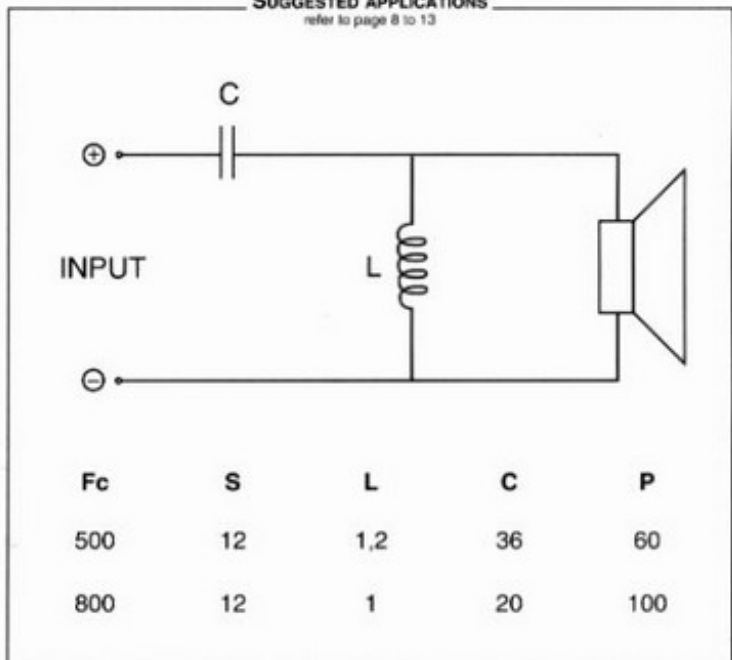 SUGGESTED APPLICATIONS
refer to page 8 to 13
C
+
INPUT
L
−
Fc S L C P
500 12 1,2 36 60
800 12 1 20 100